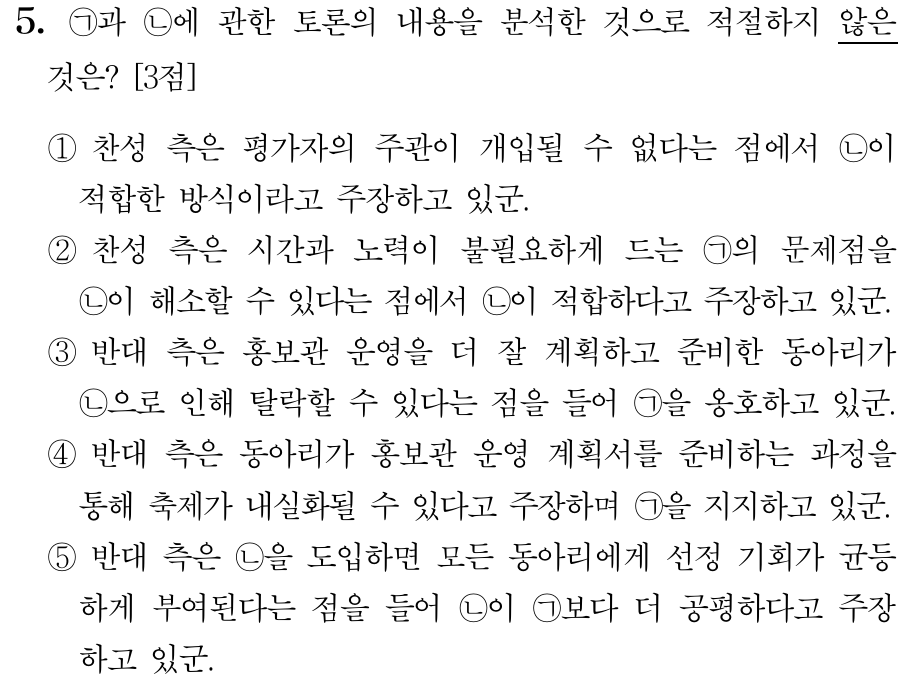 5. ㉠과 ㉡에 관한 토론의 내용을 분석한 것으로 적절하지 않은
것은? [3점]
① 찬성 측은 평가자의 주관이 개입될 수 없다는 점에서 ㉡이
적합한 방식이라고 주장하고 있군.
② 찬성 측은 시간과 노력이 불필요하게 드는 ㉠의 문제점을
㉡이 해소할 수 있다는 점에서 ㉡이 적합하다고 주장하고 있군.
③ 반대 측은 홍보관 운영을 더 잘 계획하고 준비한 동아리가
㉡으로 인해 탈락할 수 있다는 점을 들어 ㉠을 옹호하고 있군.
④ 반대 측은 동아리가 홍보관 운영 계획서를 준비하는 과정을
통해 축제가 내실화될 수 있다고 주장하며 ㉠을 지지하고 있군.
⑤ 반대 측은 ㉡을 도입하면 모든 동아리에게 선정 기회가 균등
하게 부여된다는 점을 들어 ㉡이 ㉠보다 더 공평하다고 주장
하고 있군.